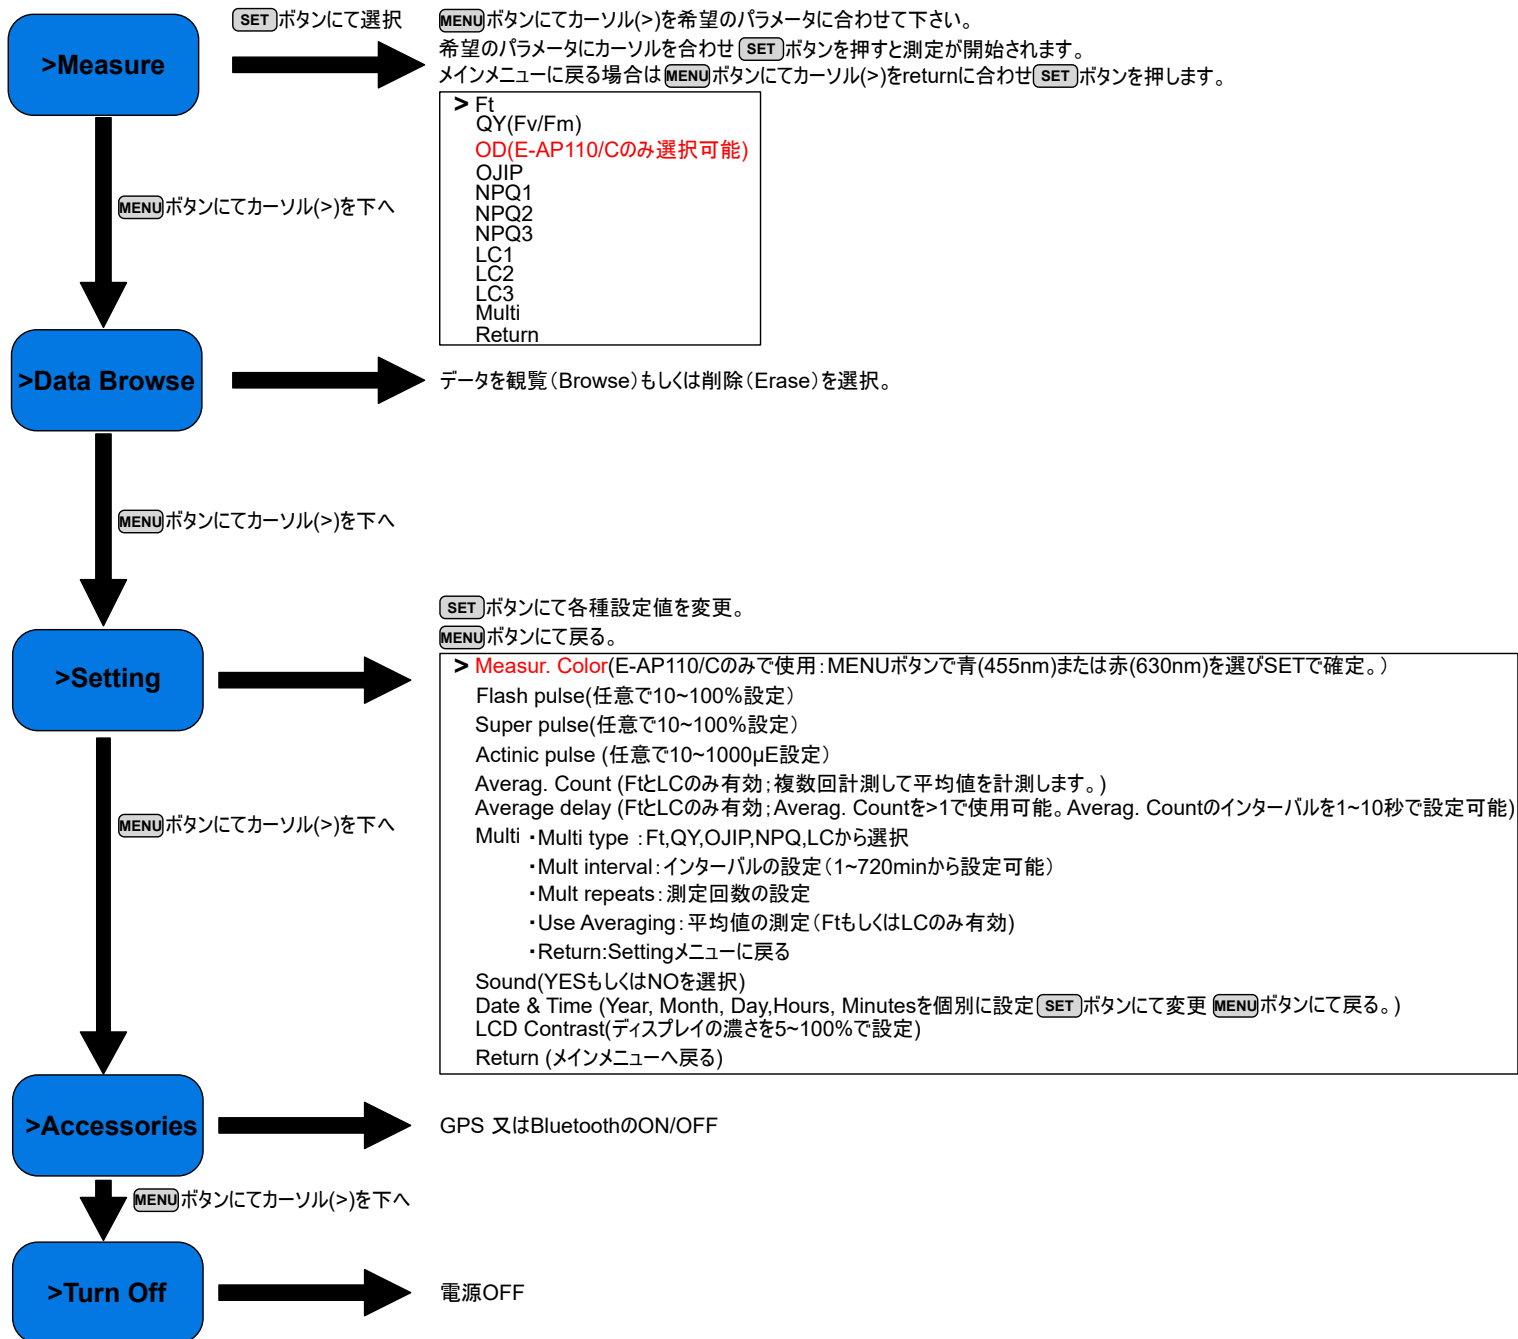 >Measure
SETボタンにて選択
MENUボタンにてカーソル(>)を希望のパラメータに合わせて下さい。
希望のパラメータにカーソルを合わせSETボタンを押すと測定が開始されます。
メインメニューに戻る場合はMENUボタンにてカーソル(>)をreturnに合わせSETボタンを押します。
> Ft
QY(Fv/Fm)
OD(E-AP110/Cのみ選択可能)
OJIP
NPQ1
NPQ2
NPQ3
LC1
LC2
LC3
Multi
Return
MENUボタンにてカーソル(>)を下へ
>Data Browse
データを観覧（Browse）もしくは削除（Erase）を選択。
MENUボタンにてカーソル(>)を下へ
>Setting
SETボタンにて各種設定値を変更。
MENUボタンにて戻る。
> Measur. Color(E-AP110/Cのみで使用：MENUボタンで青(455nm)または赤(630nm)を選びSETで確定。）
Flash pulse(任意で10~100%設定）
Super pulse(任意で10~100%設定）
Actinic pulse (任意で10~1000μE設定）
Averag. Count (FtとLCのみ有効；複数回計測して平均値を計測します。)
Average delay (FtとLCのみ有効；Averag. Countを>1で使用可能。Averag. Countのインターバルを1~10秒で設定可能)
Multi ・Multi type ：Ft,QY,OJIP,NPQ,LCから選択
・Mult interval：インターバルの設定（1~720minから設定可能）
・Mult repeats：測定回数の設定
・Use Averaging：平均値の測定（FtもしくはLCのみ有効)
・Return:Settingメニューに戻る
Sound(YESもしくはNOを選択)
Date & Time (Year, Month, Day,Hours, Minutesを個別に設定SETボタンにて変更 MENUボタンにて戻る。)
LCD Contrast(ディスプレイの濃さを5~100%で設定)
Return (メインメニューへ戻る)
MENUボタンにてカーソル(>)を下へ
>Accessories
GPS 又はBluetoothのON/OFF
MENUボタンにてカーソル(>)を下へ
>Turn Off
電源OFF